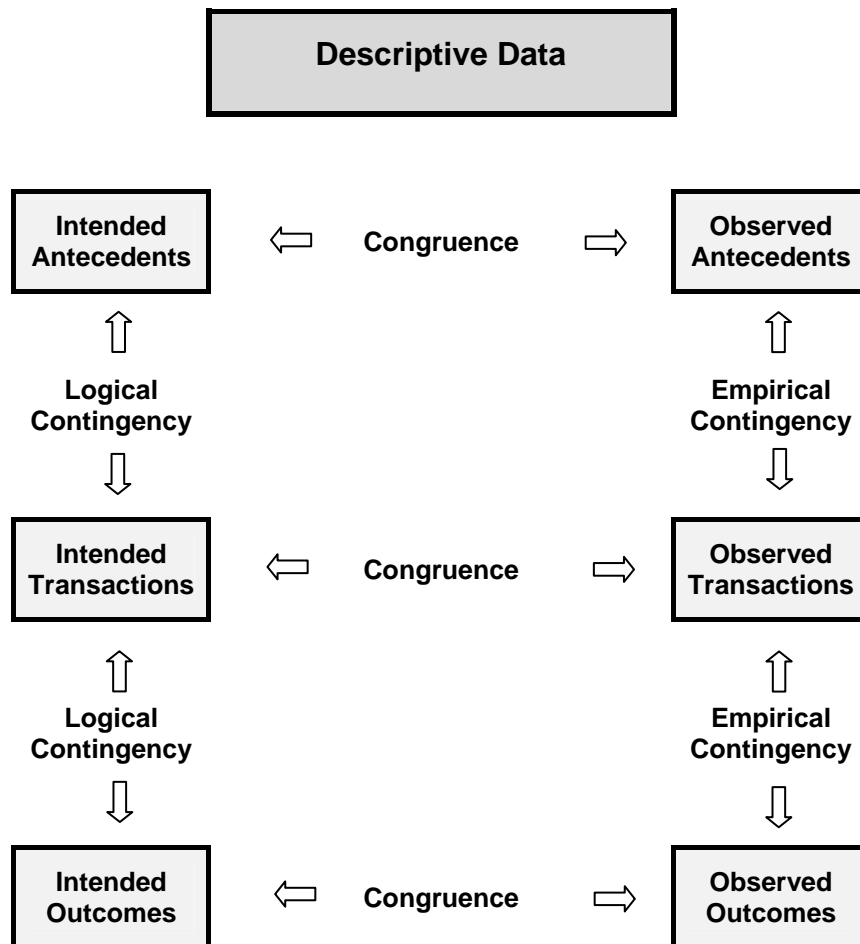 Descriptive Data
Intended
Antecedents
Congruence
Observed
Antecedents
Logical
Contingency
Empirical
Contingency
Intended
Transactions
Congruence
Observed
Transactions
Logical
Contingency
Empirical
Contingency
Intended
Outcomes
Congruence
Observed
Outcomes